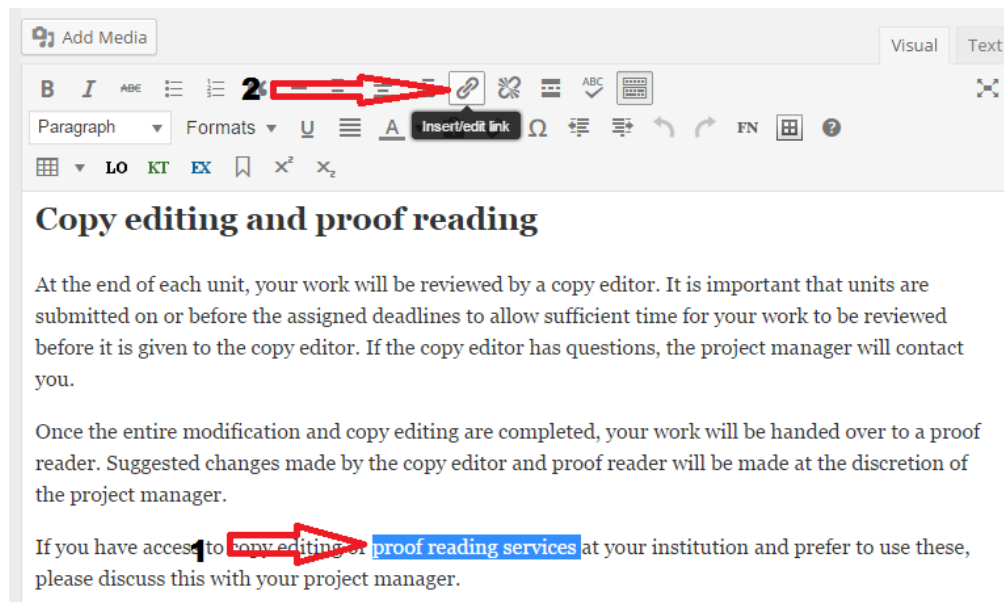 Add Media
Visual Text
B I ABE 2 ABC
Paragraph Formats U A Insert/edit link Ω FN
LO KT EX X² X₂
Copy editing and proof reading
At the end of each unit, your work will be reviewed by a copy editor. It is important that units are
submitted on or before the assigned deadlines to allow sufficient time for your work to be reviewed
before it is given to the copy editor. If the copy editor has questions, the project manager will contact
you.
Once the entire modification and copy editing are completed, your work will be handed over to a proof
reader. Suggested changes made by the copy editor and proof reader will be made at the discretion of
the project manager.
If you have access 1 to copy editing or proof reading services at your institution and prefer to use these,
please discuss this with your project manager.